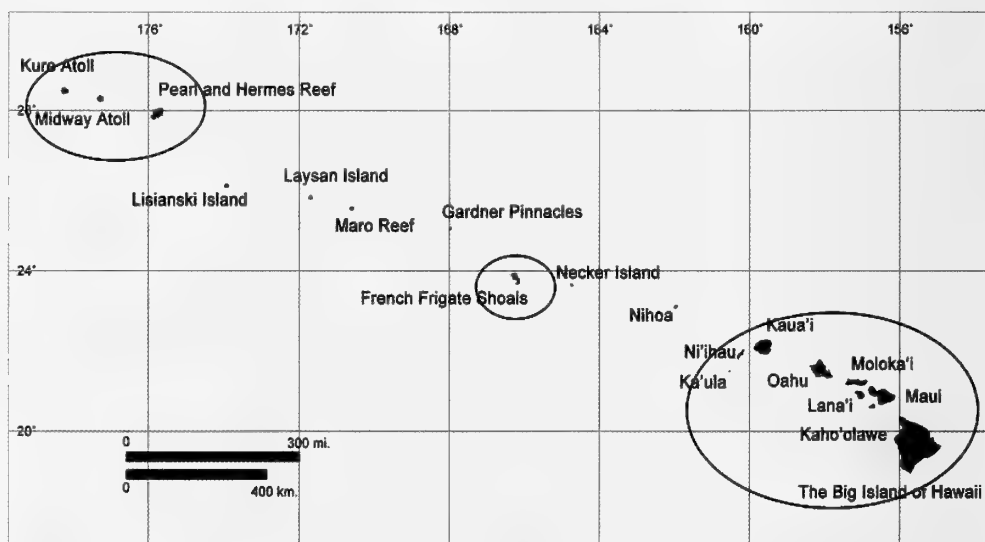 176
172
168
164
160
156
Kure Atoll
Pearl and Hermes Reef
28°
Midway Atoll
Laysan Island
Lisianski Island
Gardner Pinnacles
Maro Reef
24°
Necker Island
French Frigate Shoals
Nihoa
Kaua'i
Ni'ihau
Moloka'i
Ka'ula
Oahu
Lana'i
Maui
20°
Kaho'olawe
0
300 mi.
0
400 km.
The Big Island of Hawaii